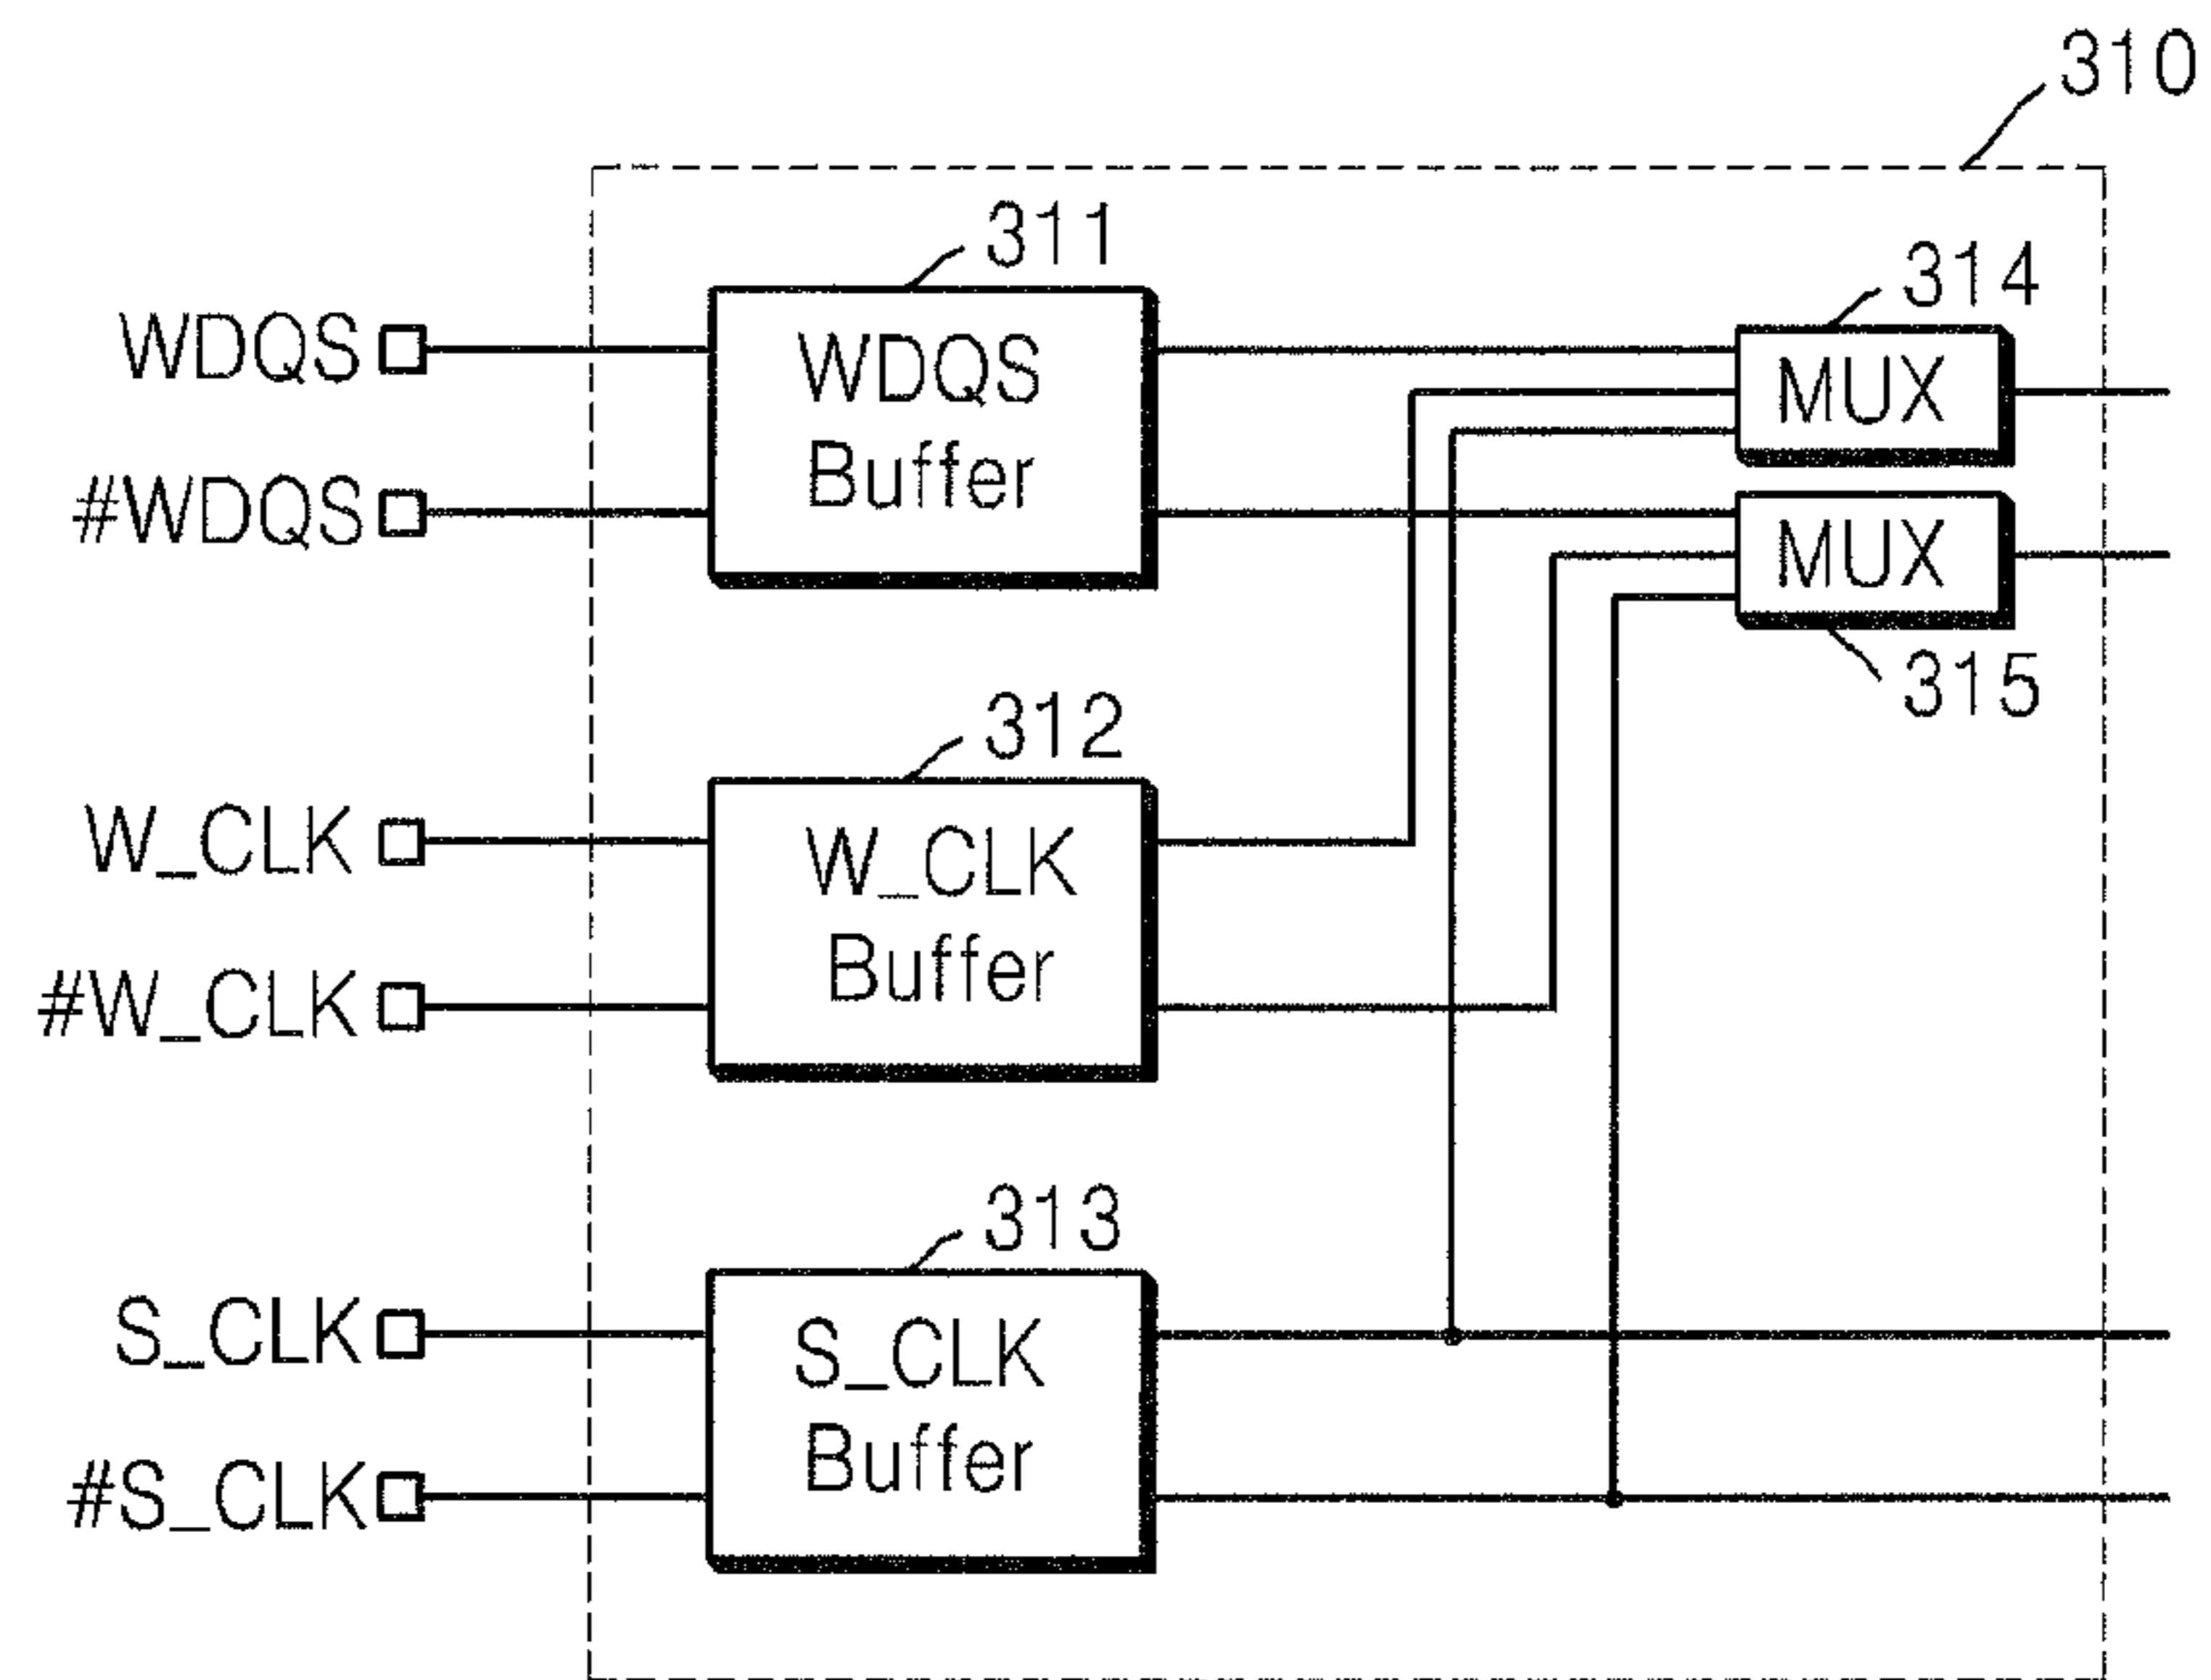 310
311
314
WDQS
WDQS
Buffer
MUX
#WDQS
MUX
315
312
W_CLK
W_CLK
Buffer
#W_CLK
313
S_CLK
S_CLK
Buffer
#S_CLK